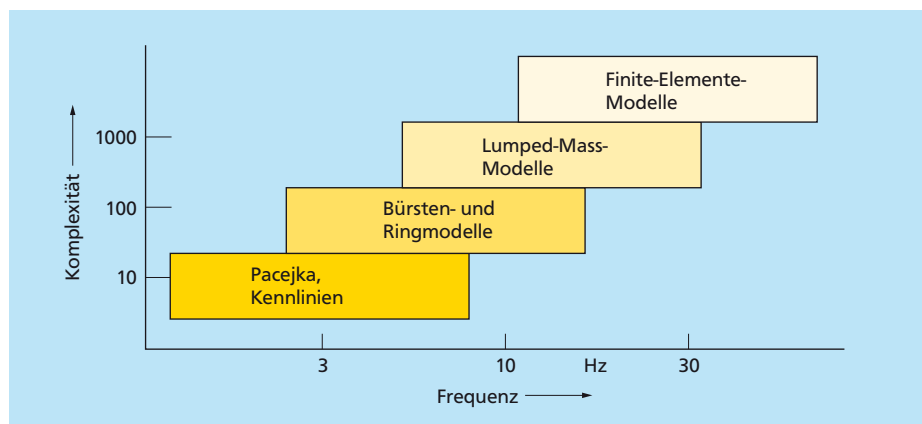 Finite-Elemente-
Modelle
Lumped-Mass-
Modelle
Bürsten- und
Ringmodelle
Pacejka,
Kennlinien
Komplexität
1000
100
10
3 10 Hz 30
Frequenz